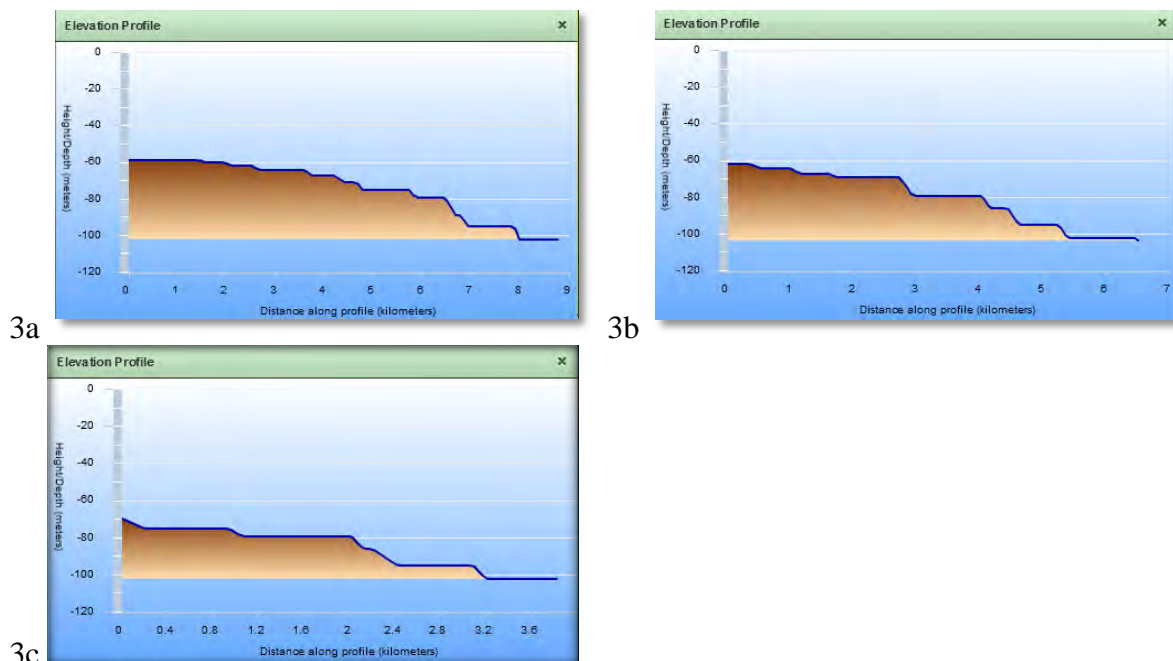 Elevation Profile ×
0
-20
-40
-60
-80
-100
-120
Height/Depth (meters)
0 1 2 3 4 5 6 7 8 9
Distance along profile (kilometers)
3a
Elevation Profile ×
0
-20
-40
-60
-80
-100
-120
Height/Depth (meters)
0 1 2 3 4 5 6 7
Distance along profile (kilometers)
3b
Elevation Profile ×
0
-20
-40
-60
-80
-100
-120
Height/Depth (meters)
0 0.4 0.8 1.2 1.6 2 2.4 2.8 3.2 3.6
Distance along profile (kilometers)
3c